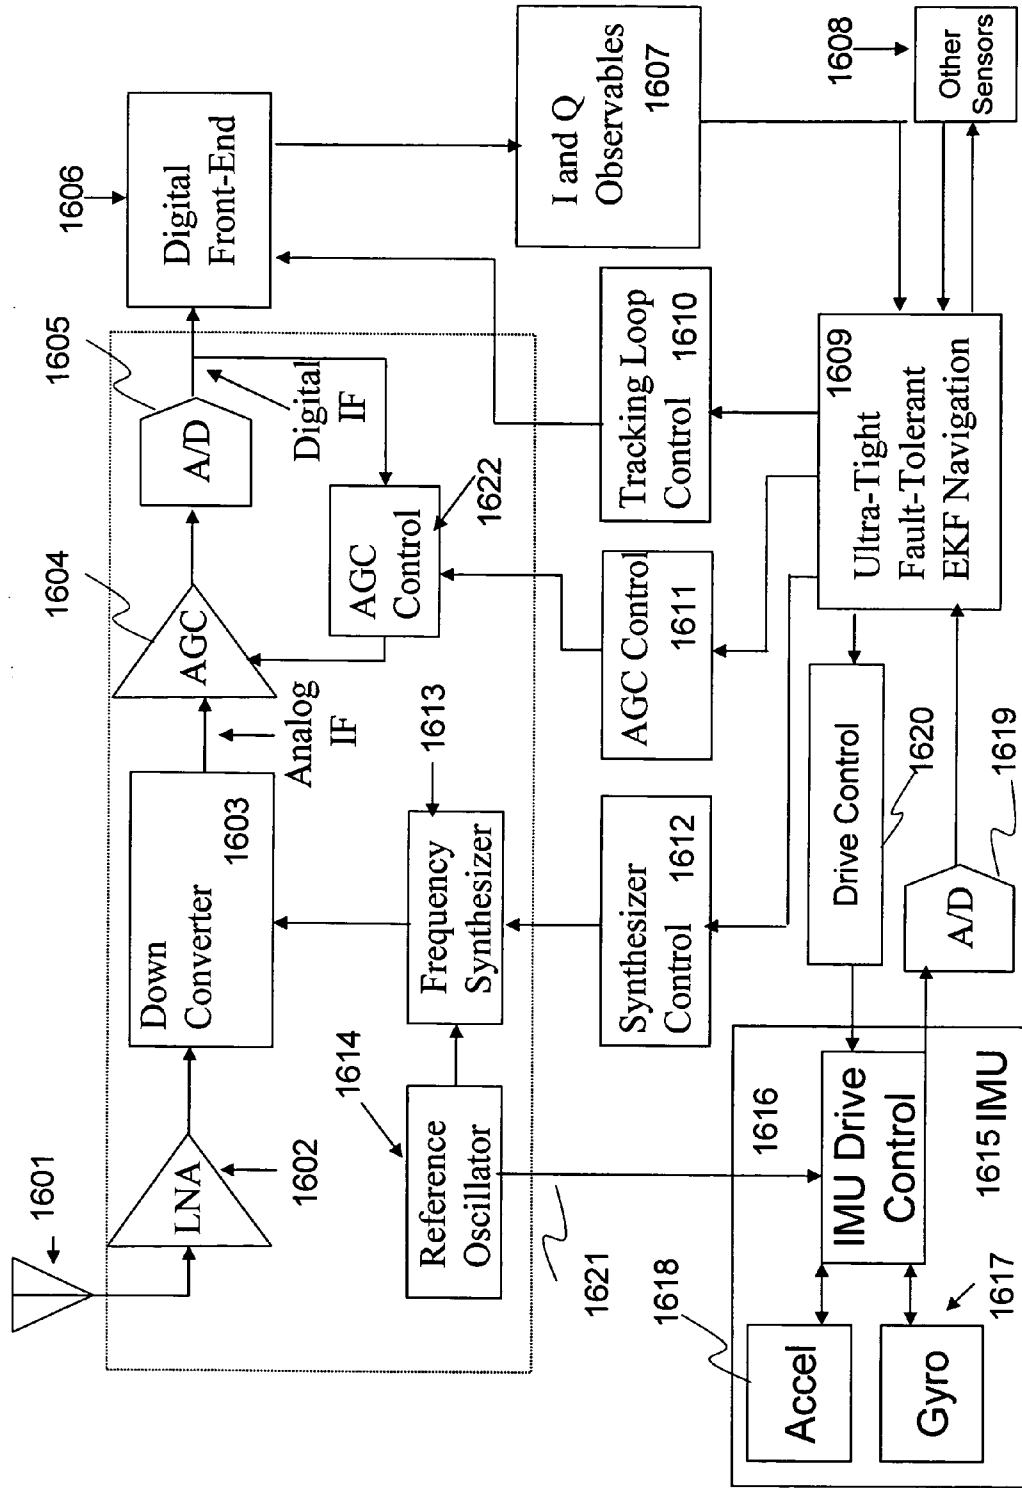 1601
LNA
1602
Down
Converter
1603
Analog
IF
AGC
1604
A/D
1605
Digital
IF
Digital
Front-End
1606
Reference
Oscillator
1614
Frequency
Synthesizer
1613
AGC
Control
1622
I and Q
Observables
1607
1621
Synthesizer
Control
1612
AGC Control
1611
Tracking Loop
Control
1610
Accel
1618
Gyro
1617
IMU Drive
Control
1616
1615 IMU
Drive Control
1620
A/D
1619
1609
Ultra-Tight
Fault-Tolerant
EKF Navigation
Other
Sensors
1608